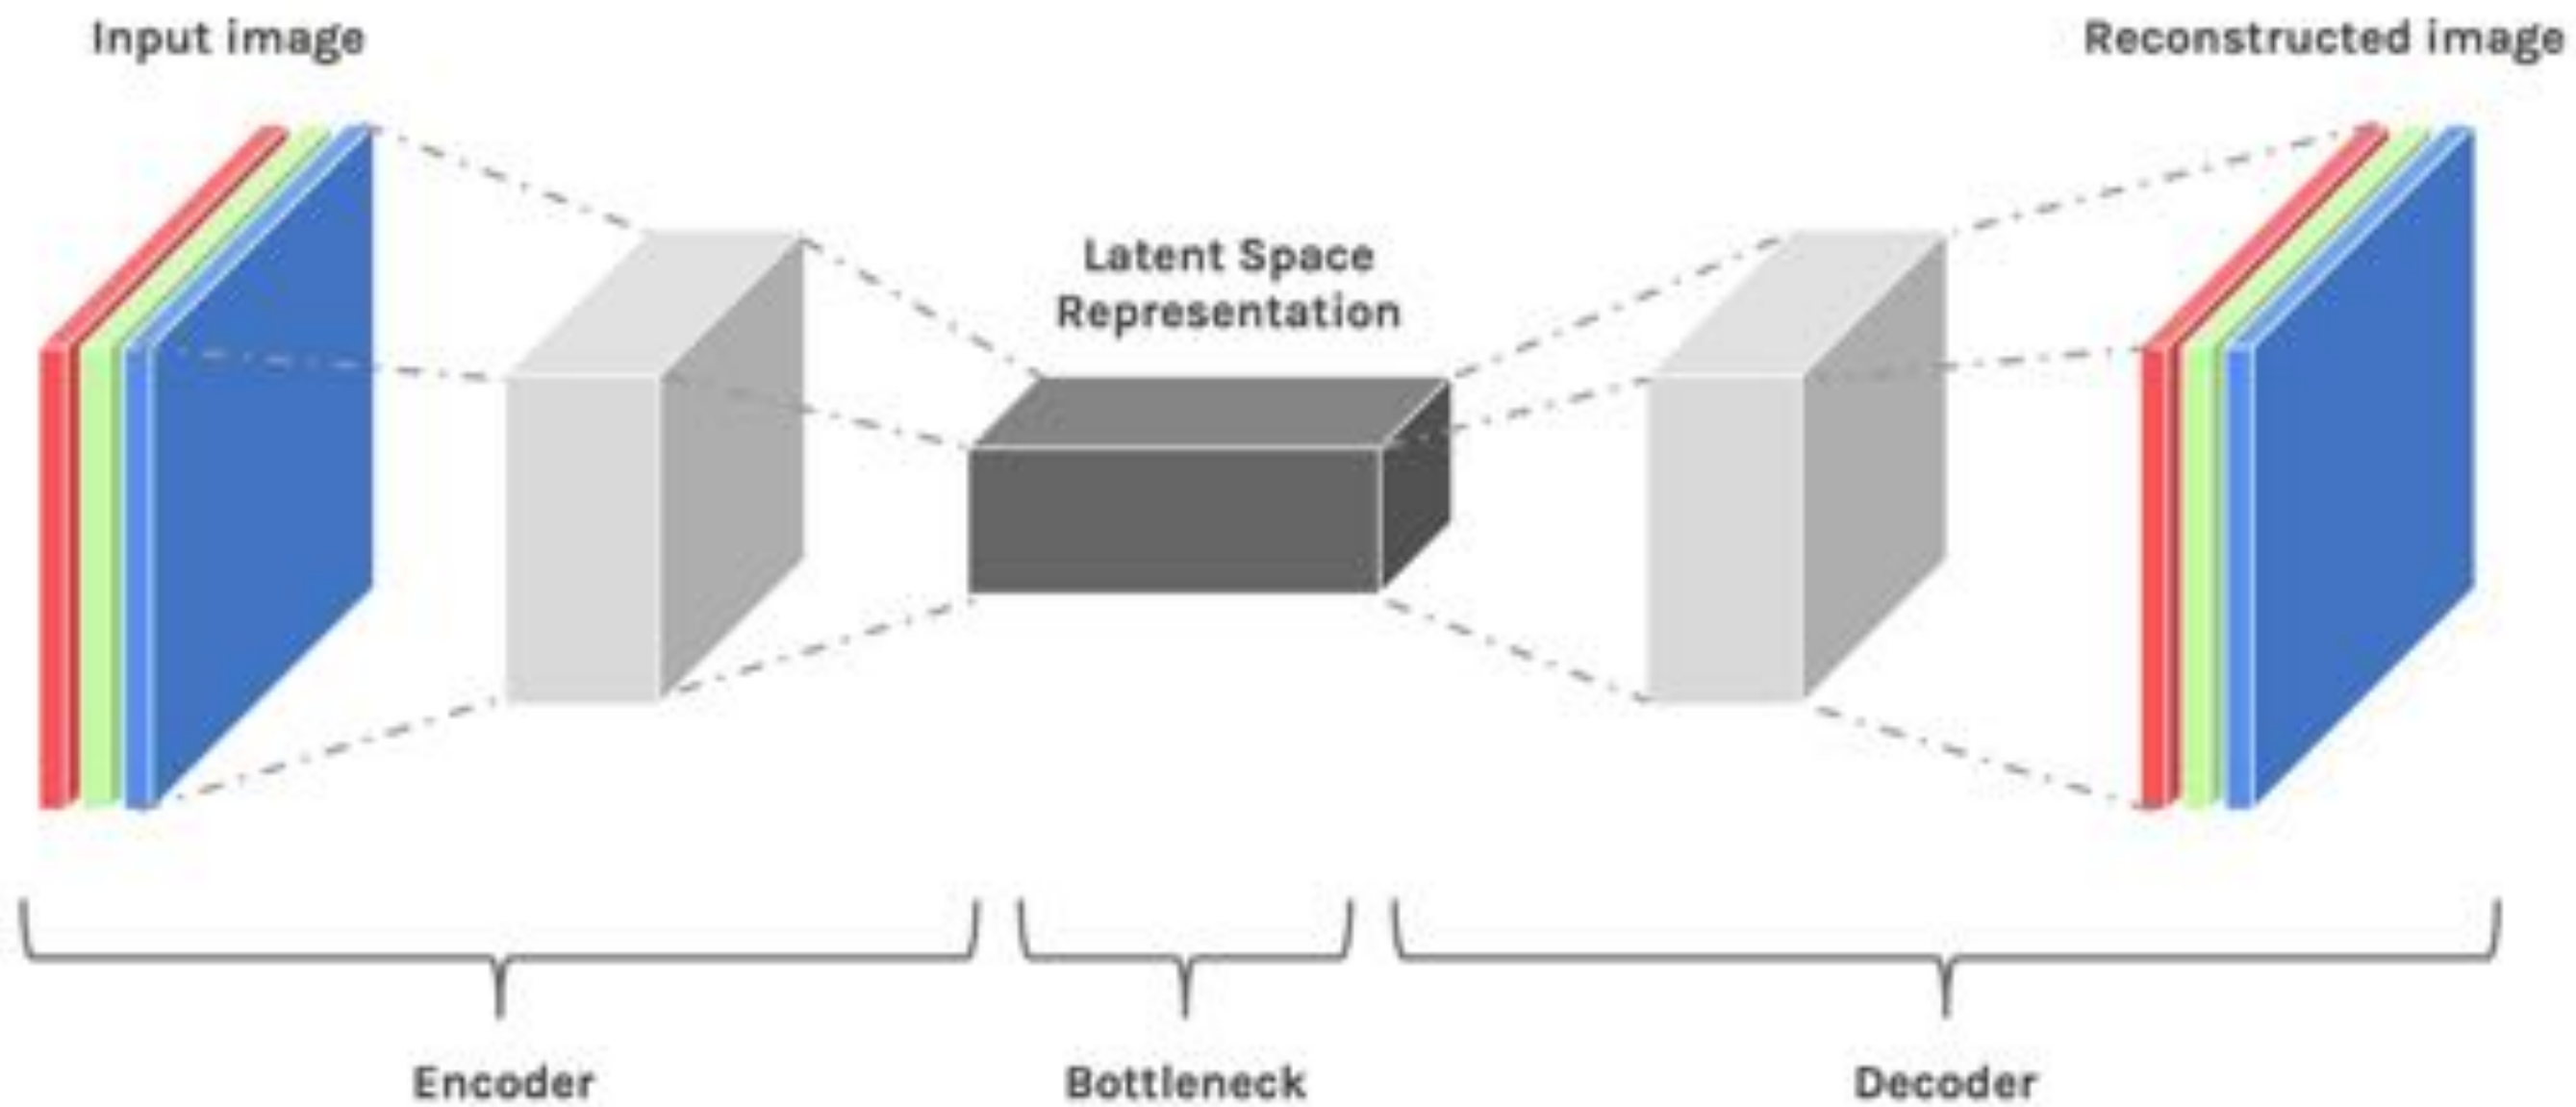 Input image
Reconstructed image
Latent Space
Representation
Encoder
Bottleneck
Decoder